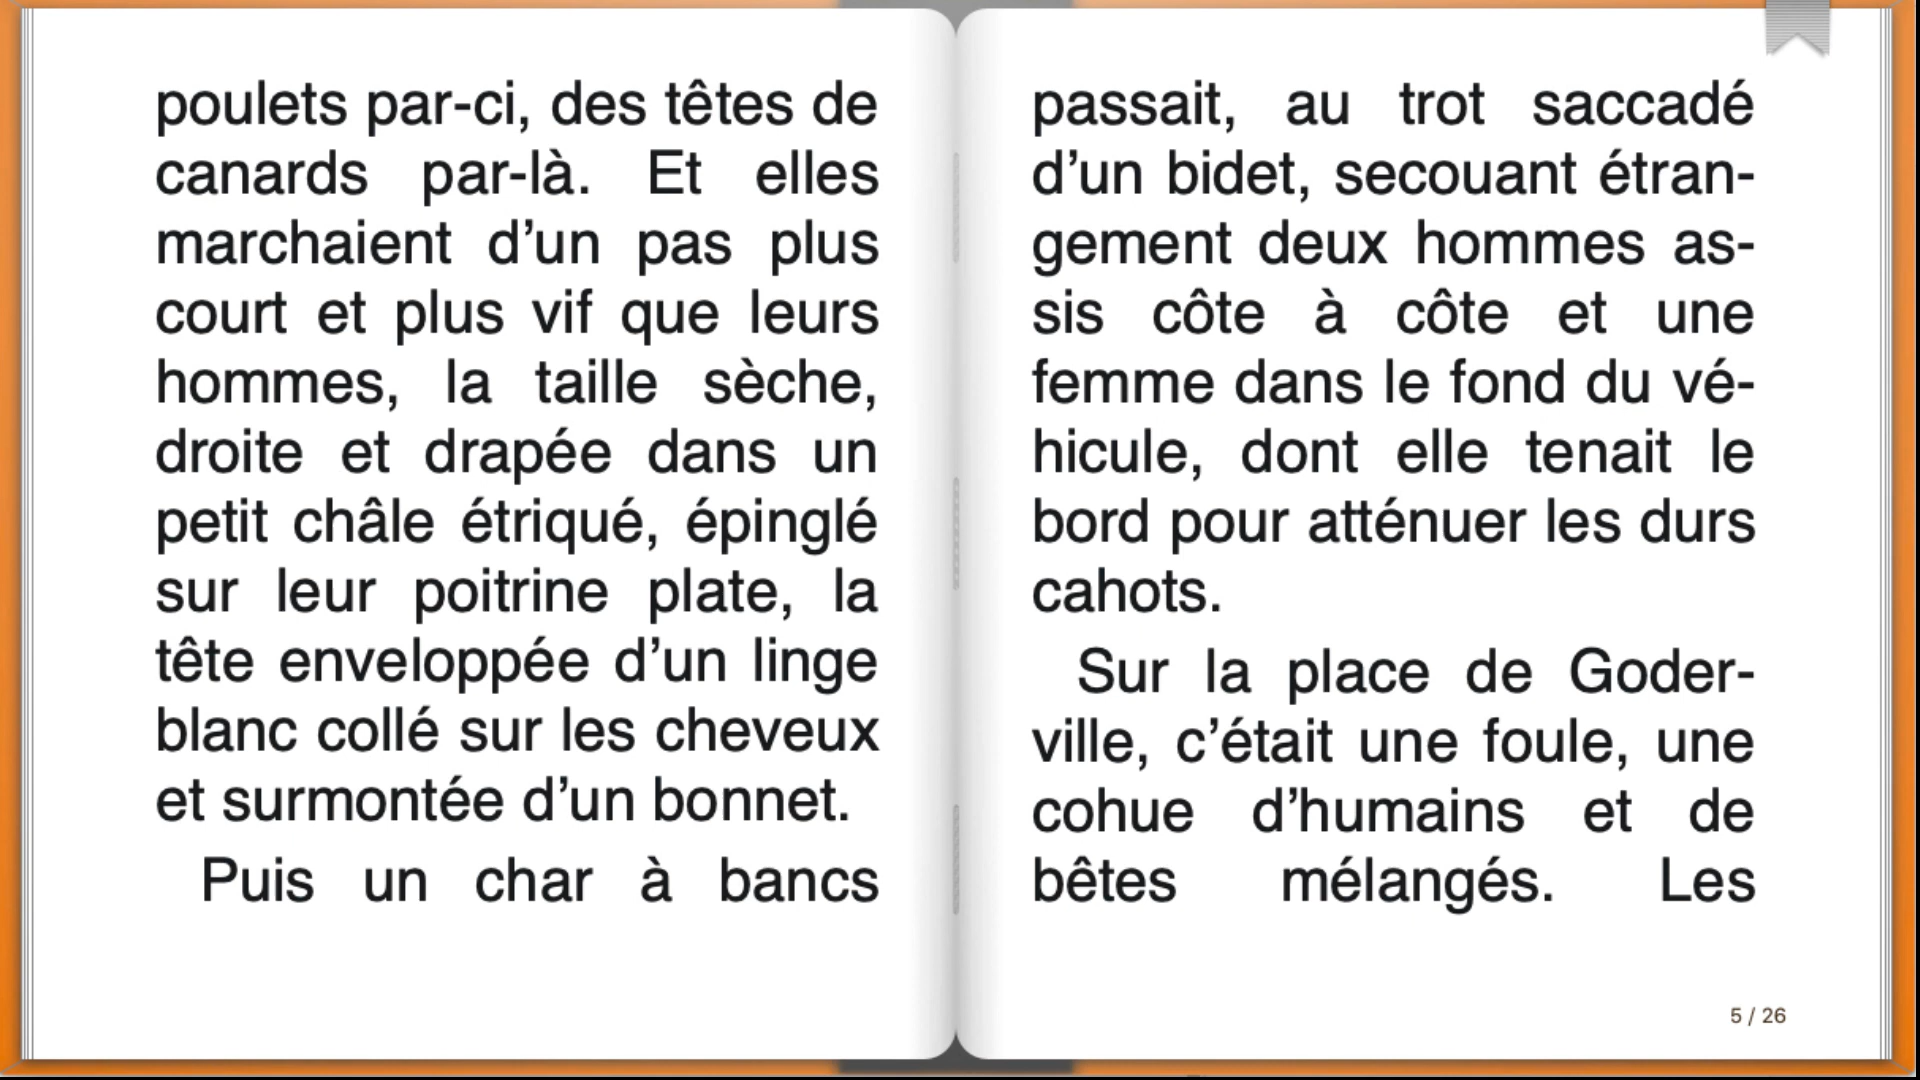 poulets par-ci, des têtes de
canards par-là. Et elles
marchaient d’un pas plus
court et plus vif que leurs
hommes, la taille sèche,
droite et drapée dans un
petit châle étriqué, épinglé
sur leur poitrine plate, la
tête enveloppée d’un linge
blanc collé sur les cheveux
et surmontée d’un bonnet.
Puis un char à bancs
passait, au trot saccadé
d’un bidet, secouant étran-
gement deux hommes as-
sis côte à côte et une
femme dans le fond du vé-
hicule, dont elle tenait le
bord pour atténuer les durs
cahots.
Sur la place de Goder-
ville, c’était une foule, une
cohue d’humains et de
bêtes mélangés. Les
5 / 26